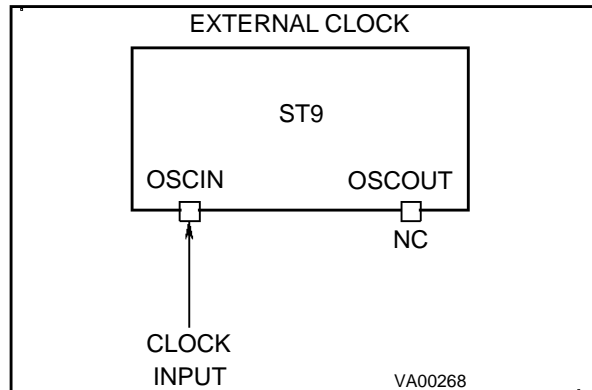 EXTERNAL CLOCK
ST9
OSCIN OSCOUT
NC
CLOCK
INPUT
VA00268